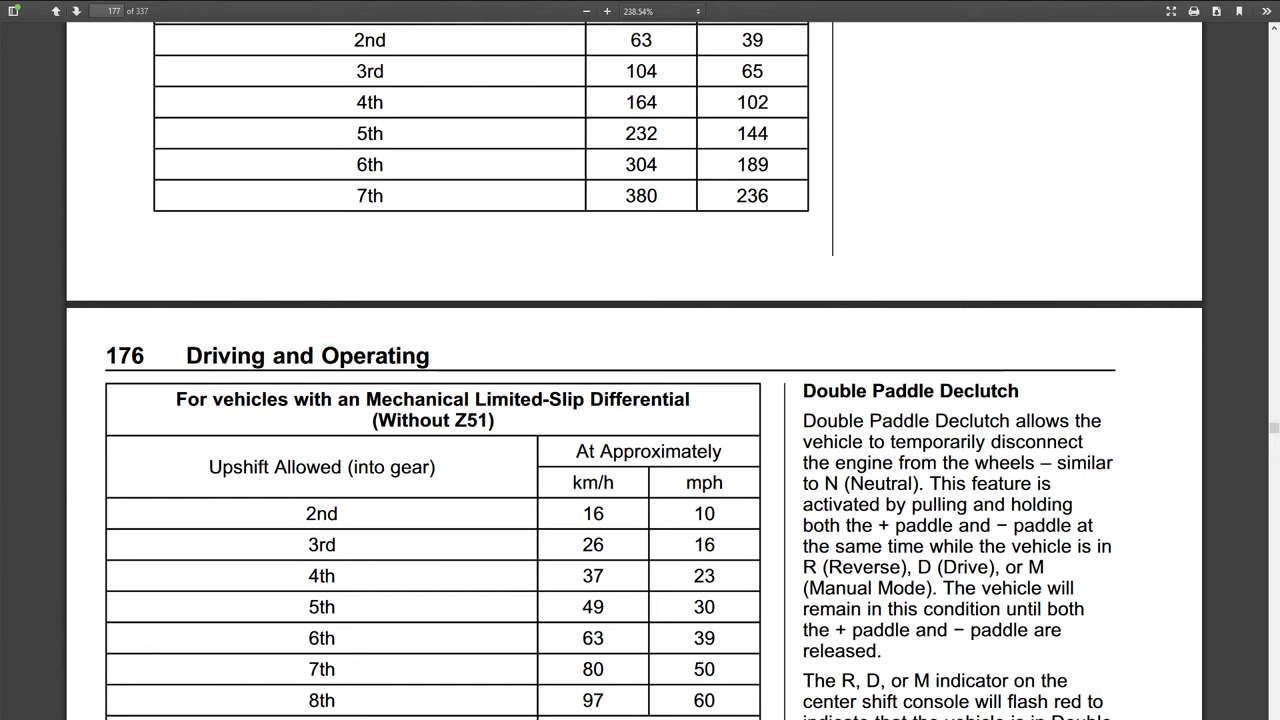 177 of 337
238.54%
2nd 63 39
3rd 104 65
4th 164 102
5th 232 144
6th 304 189
7th 380 236
176 Driving and Operating
For vehicles with an Mechanical Limited-Slip Differential
(Without Z51)
Upshift Allowed (into gear)
At Approximately
km/h mph
2nd 16 10
3rd 26 16
4th 37 23
5th 49 30
6th 63 39
7th 80 50
8th 97 60
Double Paddle Declutch
Double Paddle Declutch allows the
vehicle to temporarily disconnect
the engine from the wheels – similar
to N (Neutral). This feature is
activated by pulling and holding
both the + paddle and − paddle at
the same time while the vehicle is in
R (Reverse), D (Drive), or M
(Manual Mode). The vehicle will
remain in this condition until both
the + paddle and − paddle are
released.
The R, D, or M indicator on the
center shift console will flash red to
indicate that the vehicle is in Double